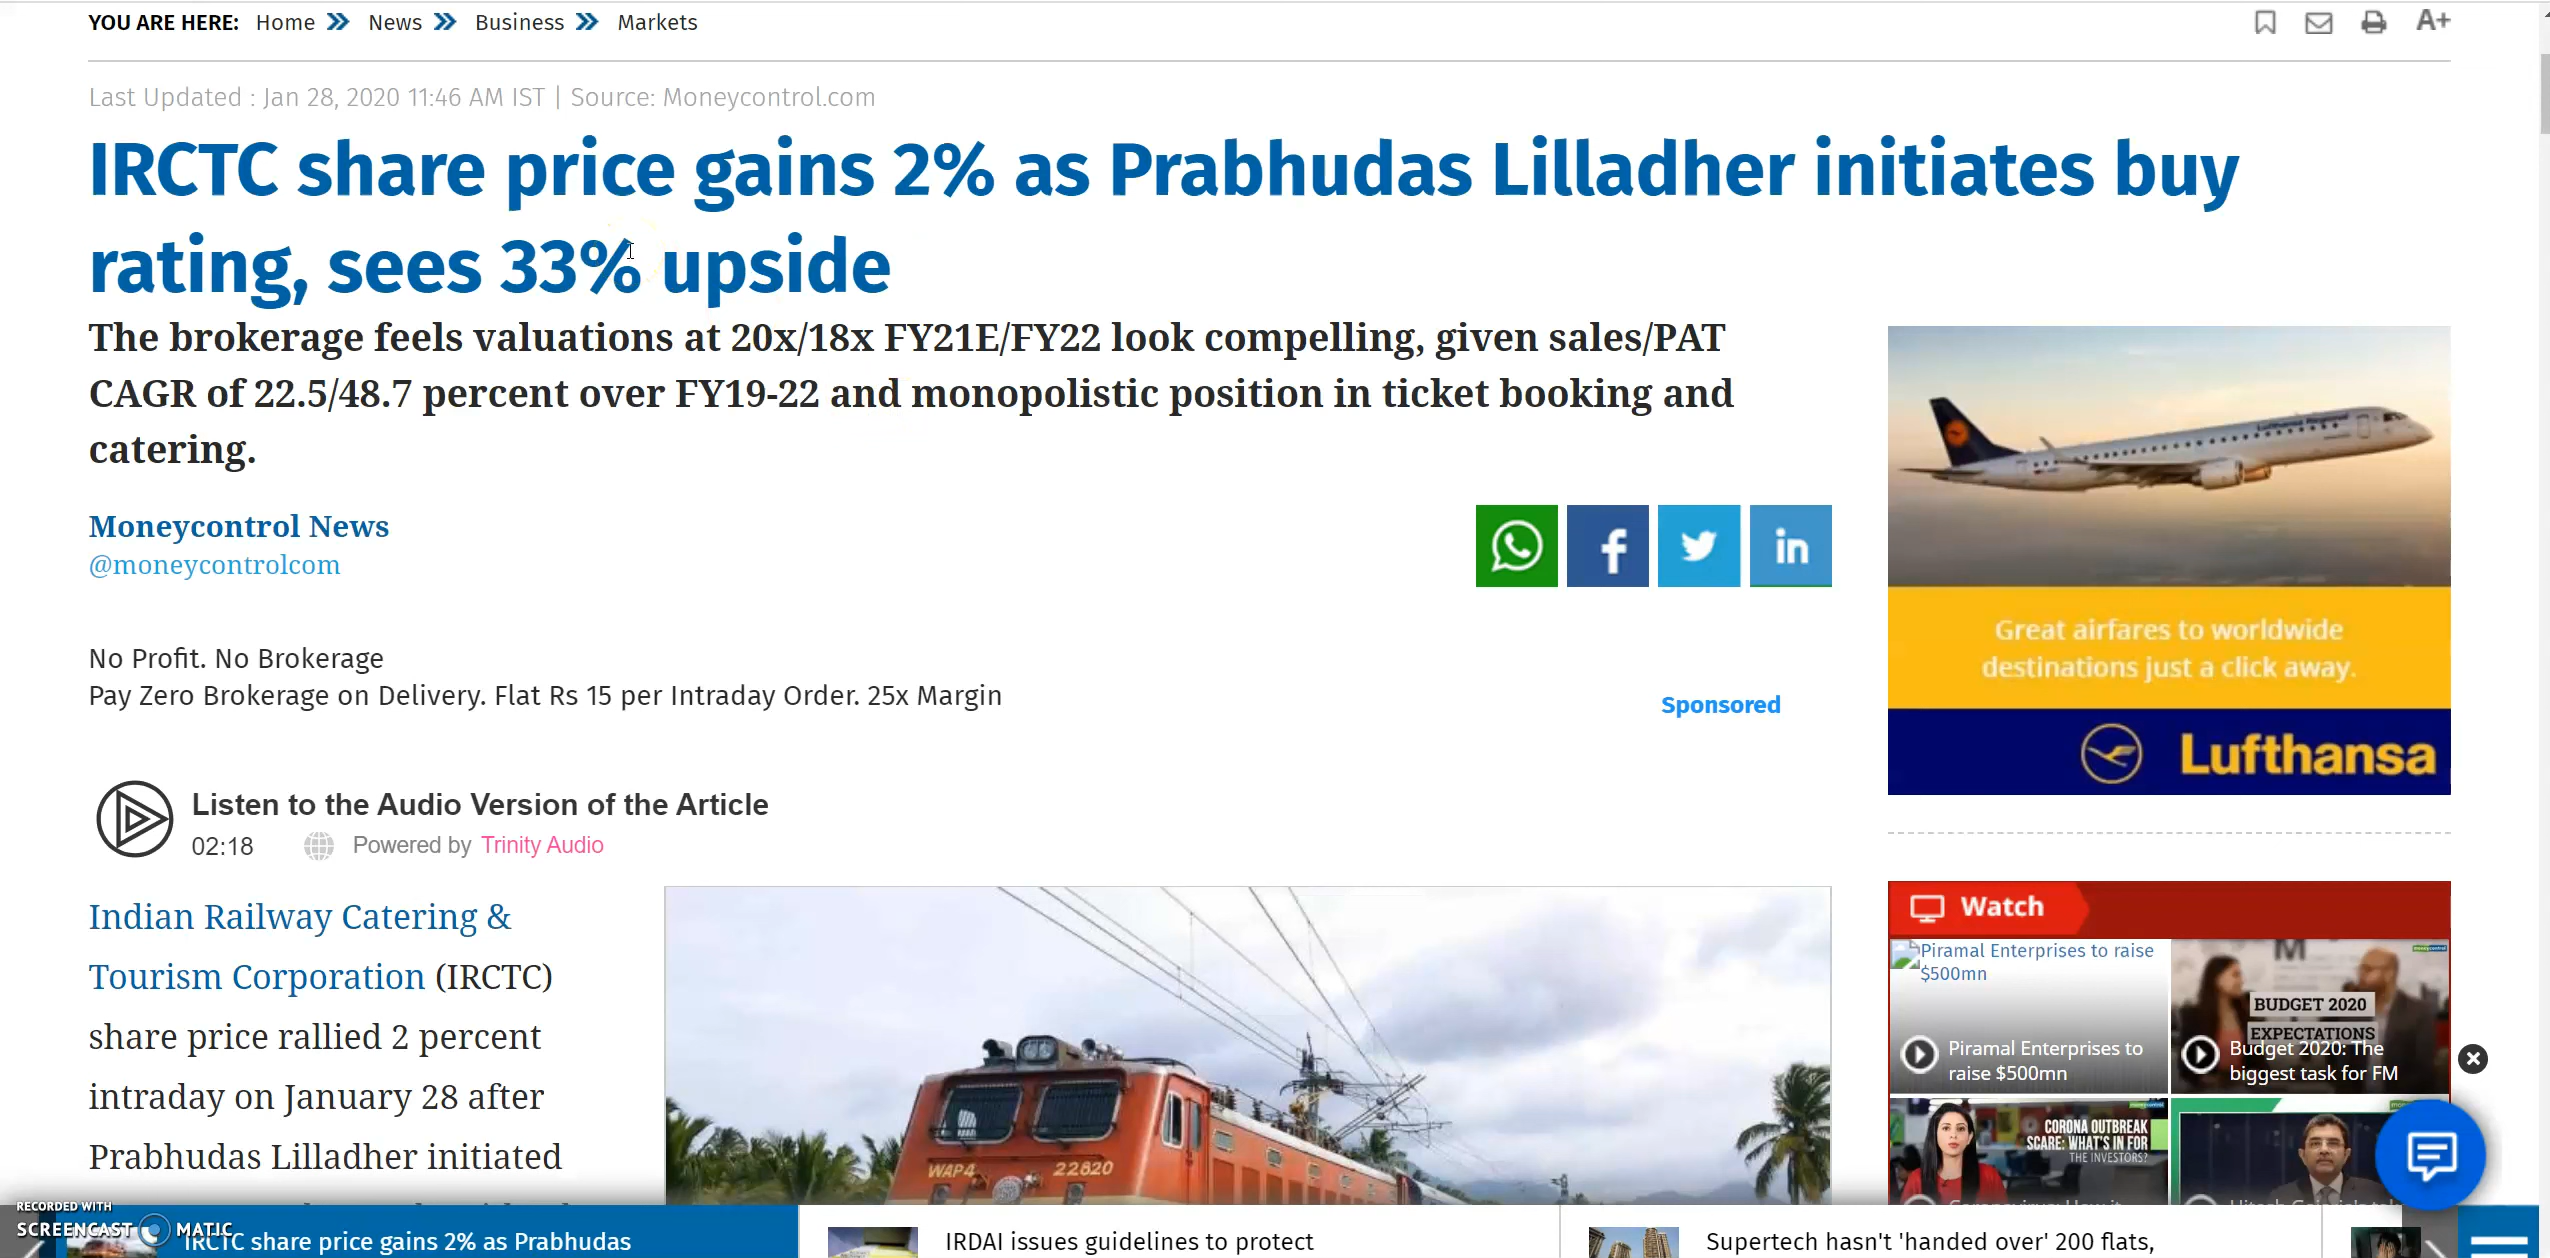 YOU ARE HERE: Home News Business Markets
A+
Last Updated : Jan 28, 2020 11:46 AM IST | Source: Moneycontrol.com
IRCTC share price gains 2% as Prabhudas Lilladher initiates buy
rating, sees 33% upside
The brokerage feels valuations at 20x/18x FY21E/FY22 look compelling, given sales/PAT
CAGR of 22.5/48.7 percent over FY19-22 and monopolistic position in ticket booking and
catering.
Moneycontrol News
@moneycontrolcom
No Profit. No Brokerage
Pay Zero Brokerage on Delivery. Flat Rs 15 per Intraday Order. 25x Margin
Sponsored
Listen to the Audio Version of the Article
02:18 Powered by Trinity Audio
Indian Railway Catering &
Tourism Corporation (IRCTC)
share price rallied 2 percent
intraday on January 28 after
Prabhudas Lilladher initiated
WAP4 22820
Great airfares to worldwide
destinations just a click away.
Lufthansa
Watch
Piramal Enterprises to raise
$500mn
Piramal Enterprises to
raise $500mn
BUDGET 2020
EXPECTATIONS
Budget 2020: The
biggest task for FM
CORONA OUTBREAK
SCARE: WHAT'S IN FOR
THE INVESTORS?
RECORDED WITH
SCREENCAST MATIC
IRCTC share price gains 2% as Prabhudas
IRDAI issues guidelines to protect
Supertech hasn't 'handed over' 200 flats,